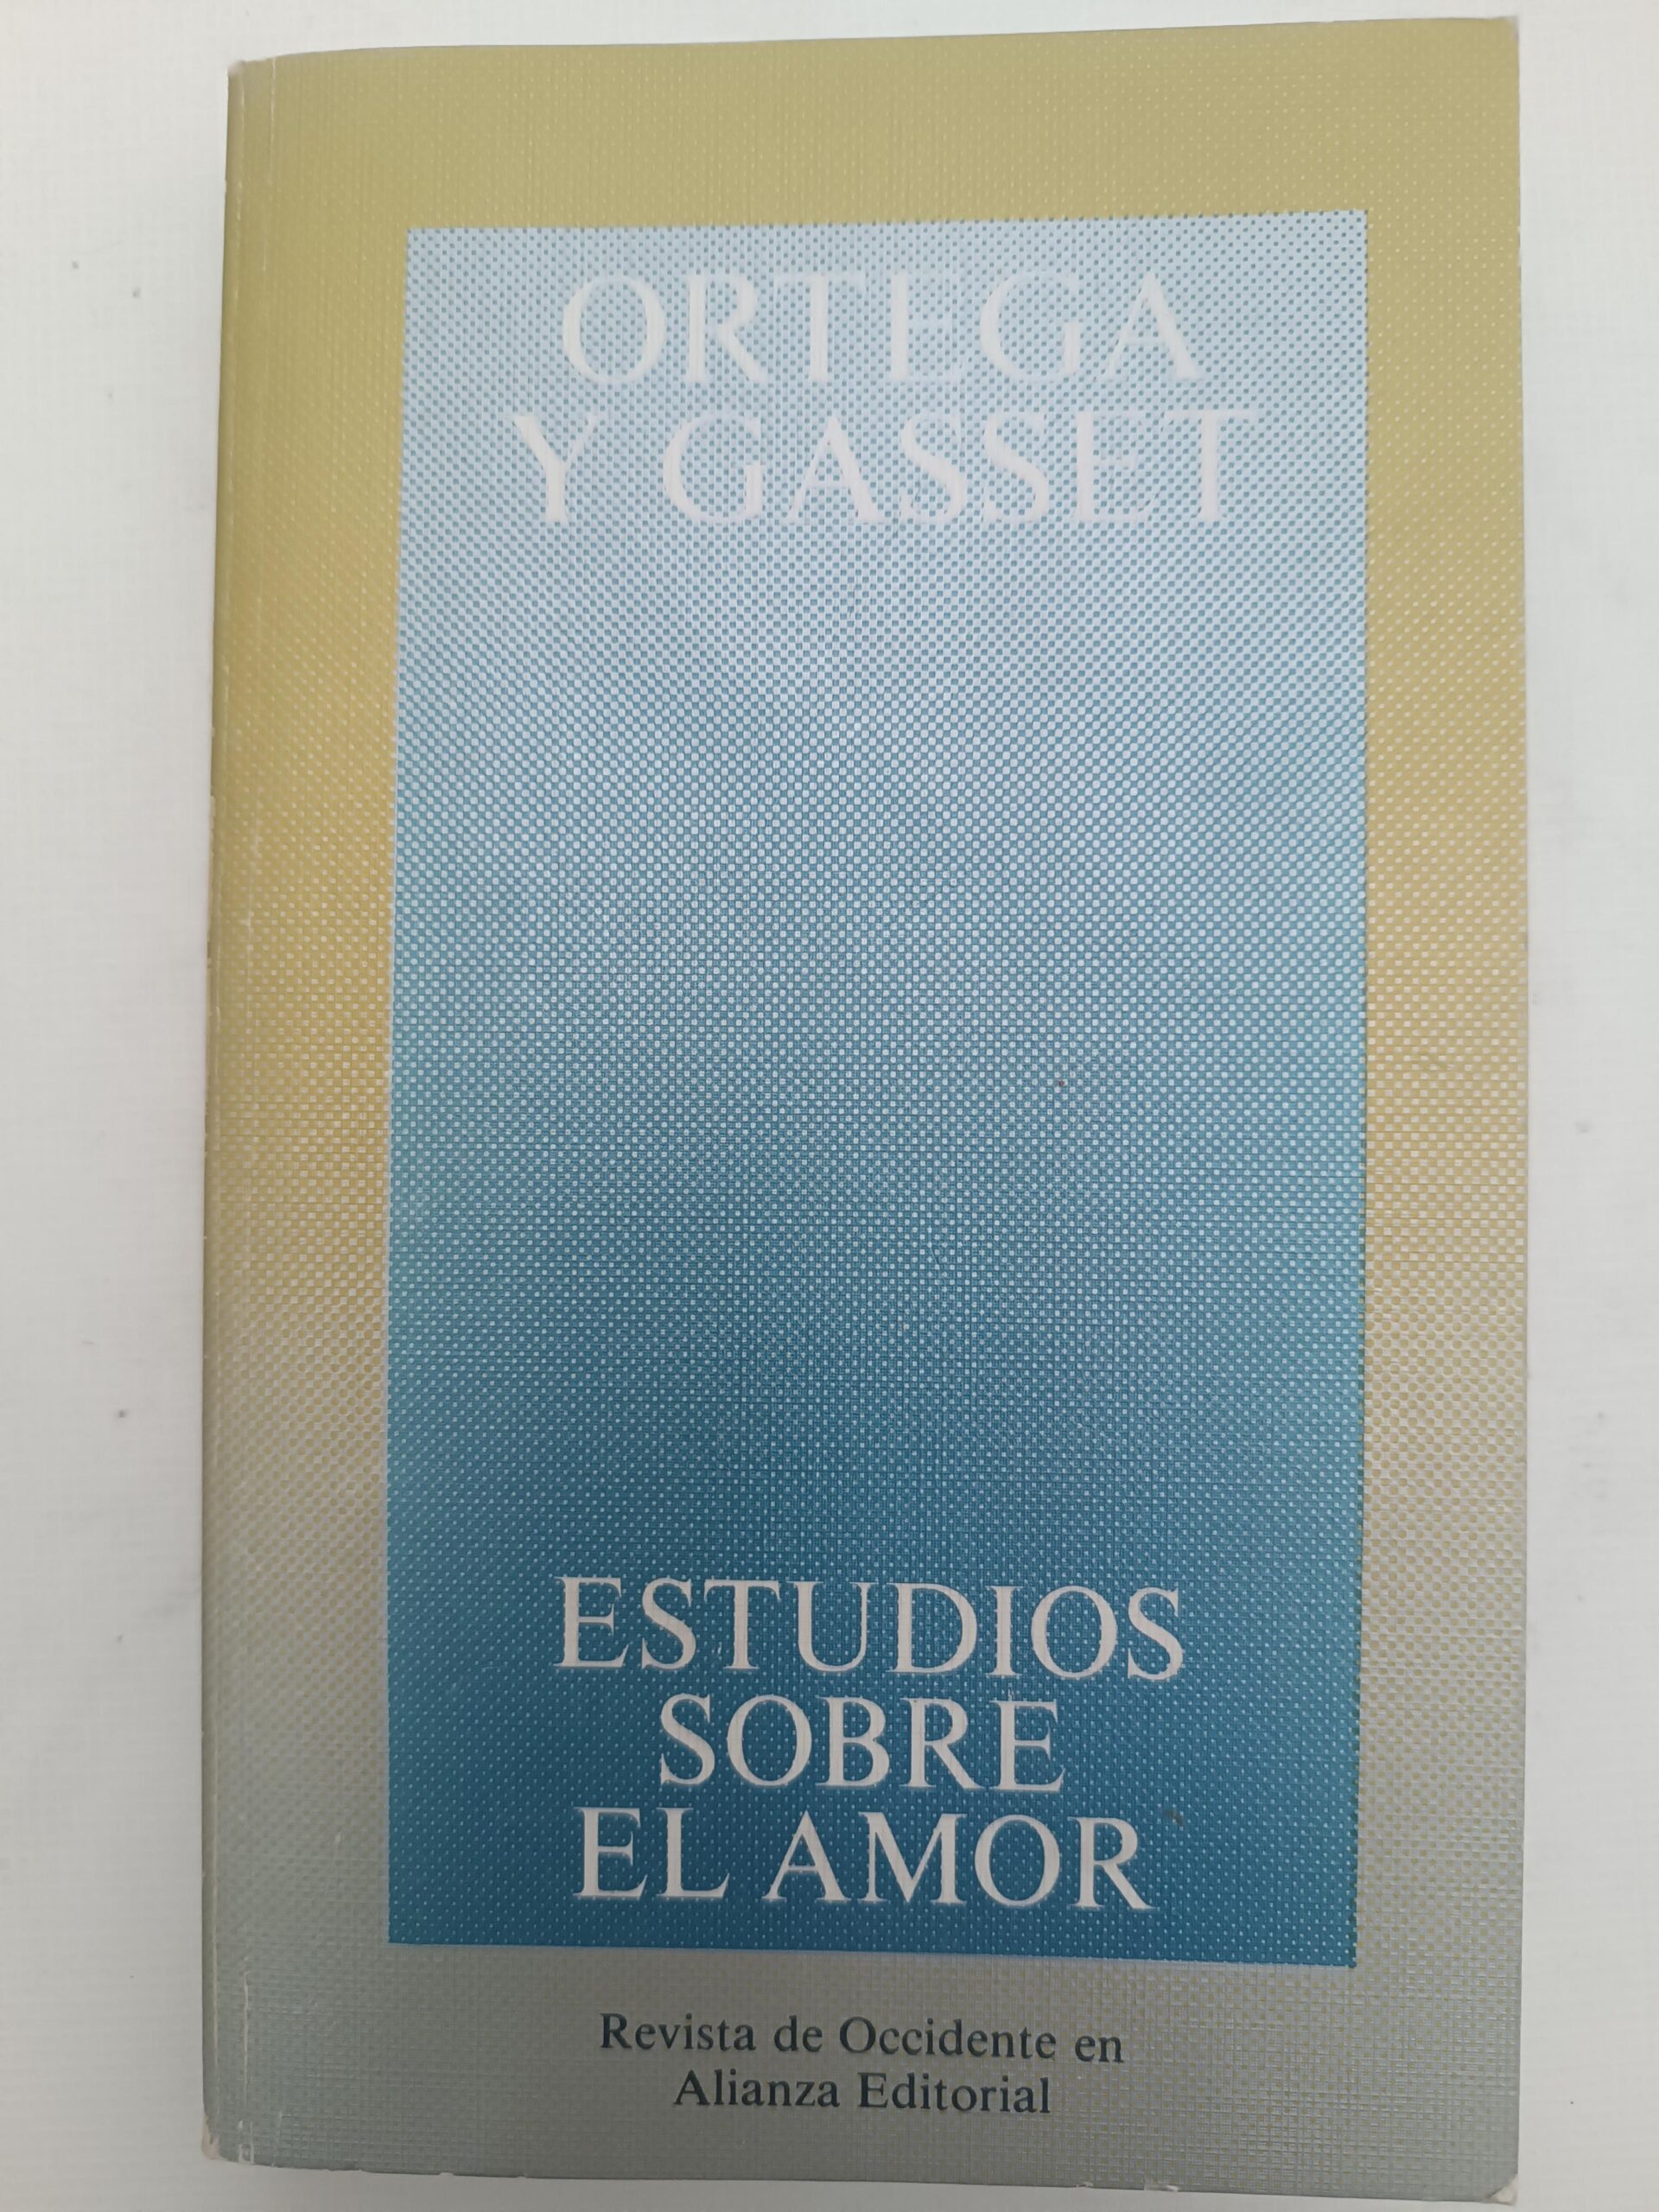 ORTEGA
Y GASSET
ESTUDIOS
SOBRE
EL AMOR
Revista de Occidente en
Alianza Editorial